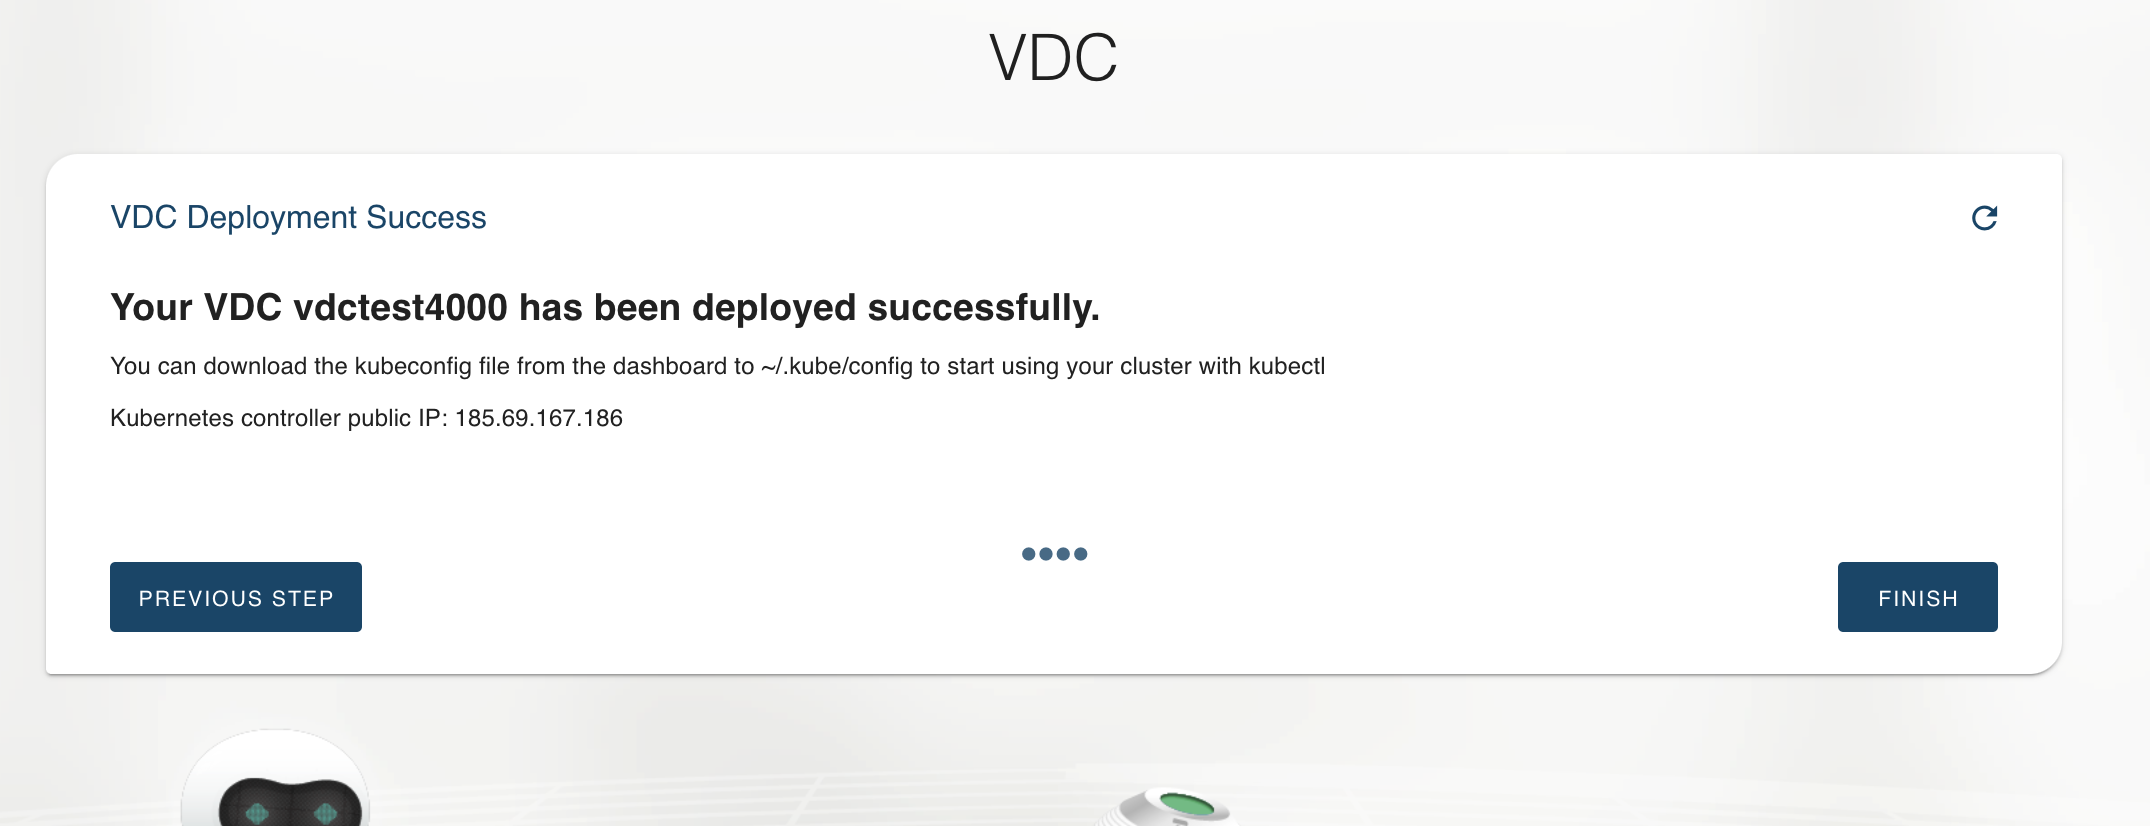 VDC
VDC Deployment Success
Your VDC vdctest4000 has been deployed successfully.
You can download the kubeconfig file from the dashboard to ~/.kube/config to start using your cluster with kubectl
Kubernetes controller public IP: 185.69.167.186
PREVIOUS STEP
FINISH